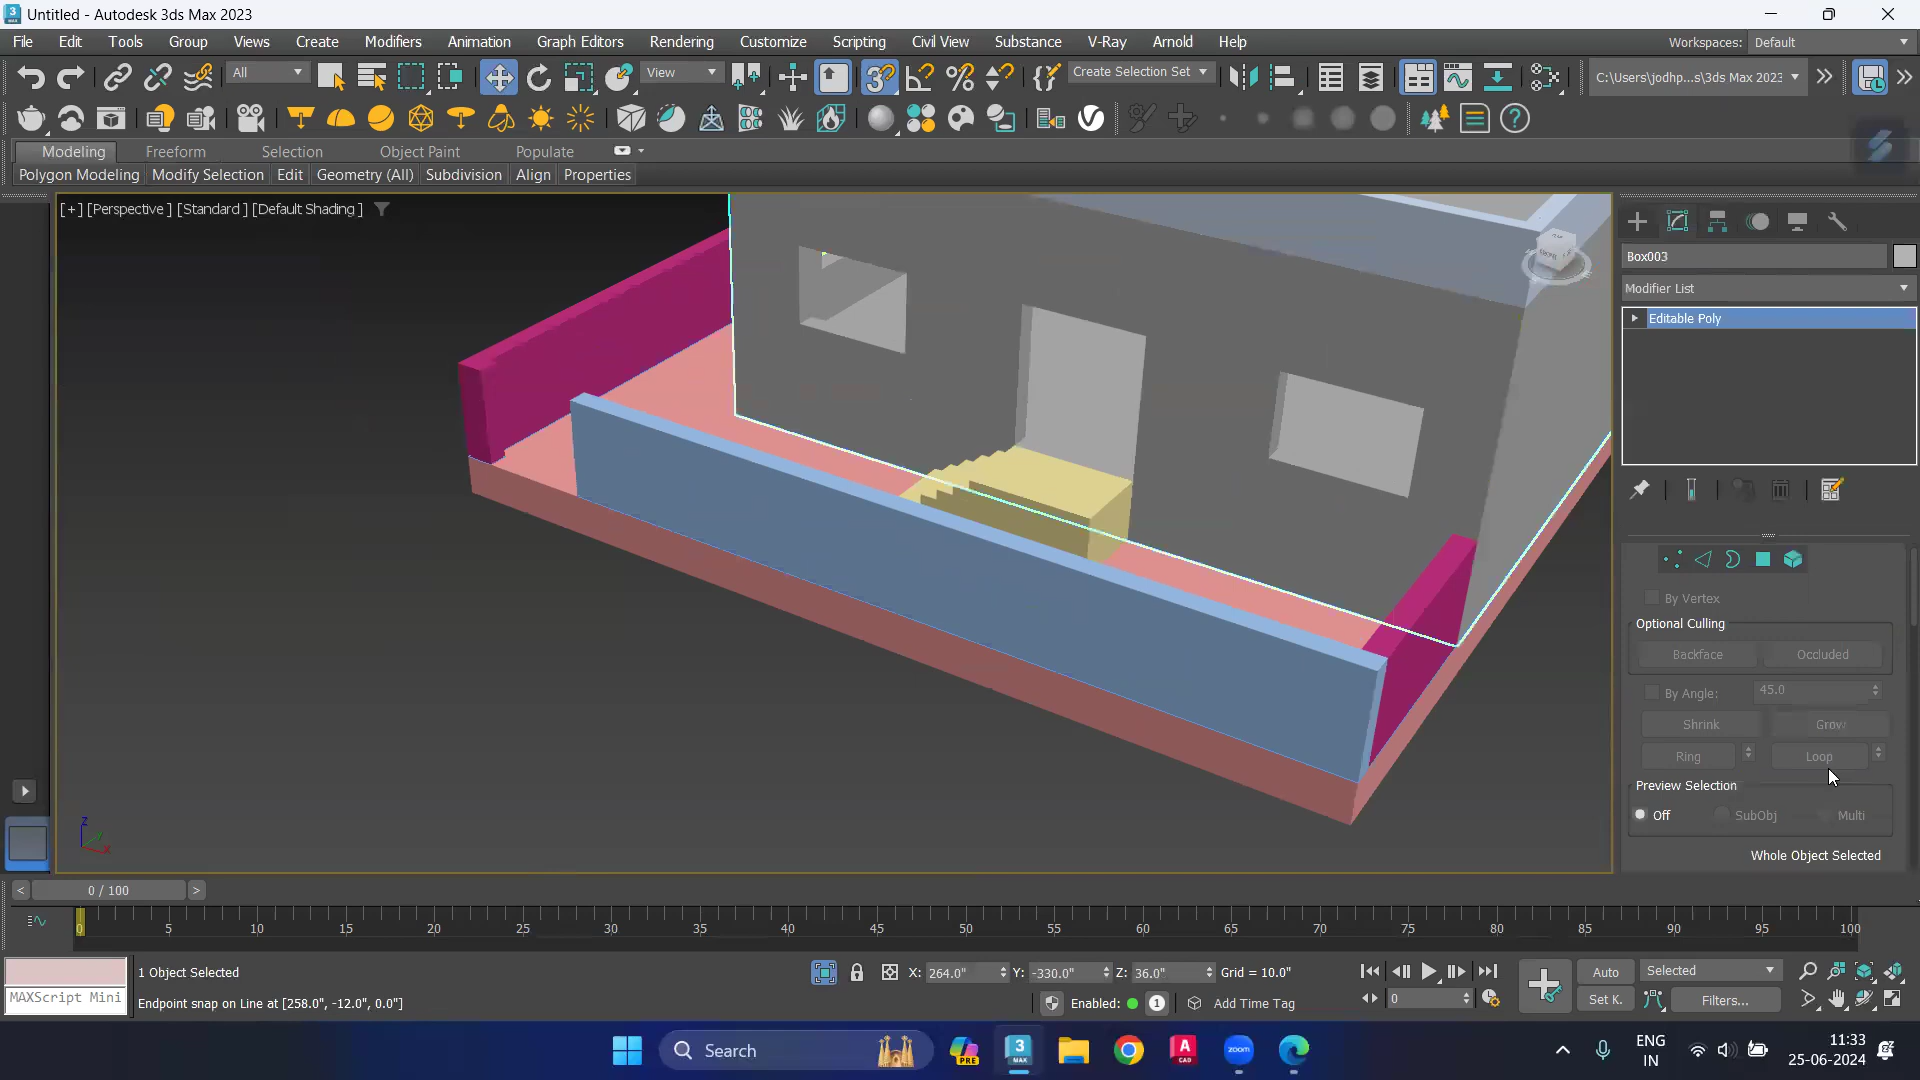 Untitled - Autodesk 3ds Max 2023
File Edit Tools Group Views Create Modifiers Animation Graph Editors Rendering Customize Scripting Civil View Substance V-Ray Arnold Help Workspaces: Default
All View Create Selection Set C:\Users\jodhp...s\3ds Max 2023
Modeling Freeform Selection Object Paint Populate
Polygon Modeling Modify Selection Edit Geometry (All) Subdivision Align Properties
[+] [Perspective ] [Standard ] [Default Shading ]
Box003
Modifier List
Editable Poly
By Vertex
Optional Culling
Backface Occluded
By Angle: 45.0
Shrink Grow
Ring Loop
Preview Selection
Off SubObj Multi
Whole Object Selected
z
x
< 0 / 100 >
0 5 10 15 20 25 30 35 40 45 50 55 60 65 70 75 80 85 90 95 100
1 Object Selected X: 264.0" Y: -330.0" Z: 36.0" Grid = 10.0" Auto Selected
MAXScript Mini Endpoint snap on Line at [258.0", -12.0", 0.0"] Enabled: 1 Add Time Tag 0 Set K. Filters...
Search PRE 3 MAX A CAD zoom ENG IN 11:33 25-06-2024